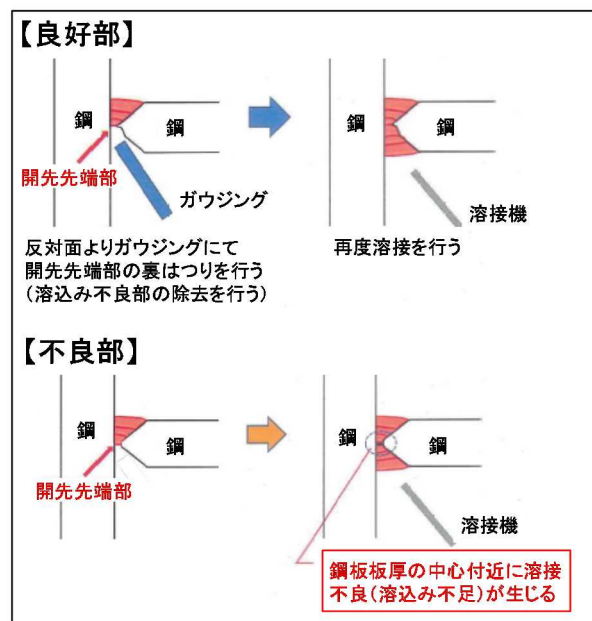 【良好部】
鋼
鋼
開先先端部
ガウジング
反対面よりガウジングにて
開先先端部の裏はつりを行う
(溶込み不良部の除去を行う)
鋼
鋼
溶接機
再度溶接を行う
【不良部】
鋼
鋼
開先先端部
鋼
鋼
溶接機
鋼板板厚の中心付近に溶接
不良(溶込み不足)が生じる